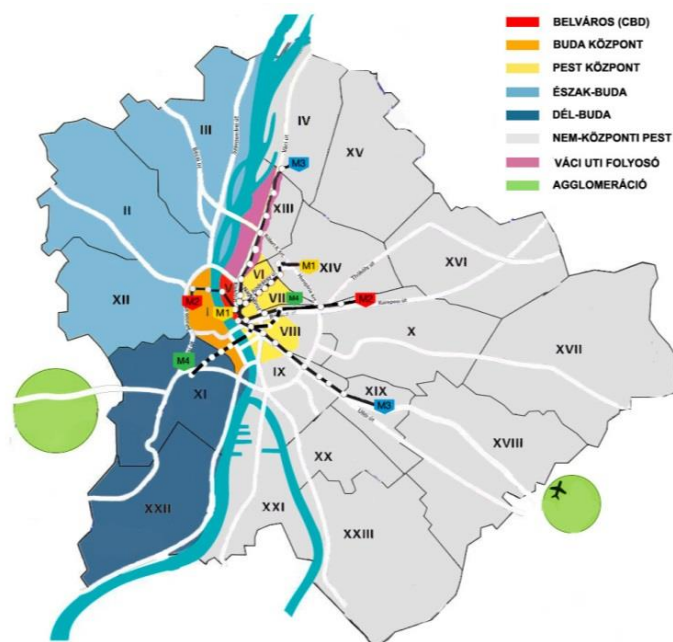 BELVÁROS (CBD)
BUDA KÖZPONT
PEST KÖZPONT
ÉSZAK-BUDA
DÉL-BUDA
NEM-KÖZPONTI PEST
VÁCI UTI FOLYOSÓ
AGGLOMERÁCIÓ
III
IV
XV
M3
II
XIII
VI
M1
XIV
XVI
XII
V
M2
I
M1
VII
M4
M2
VIII
X
XVII
M4
XI
IX
XIX
M3
XVIII
XX
XXII
XXI
XXIII